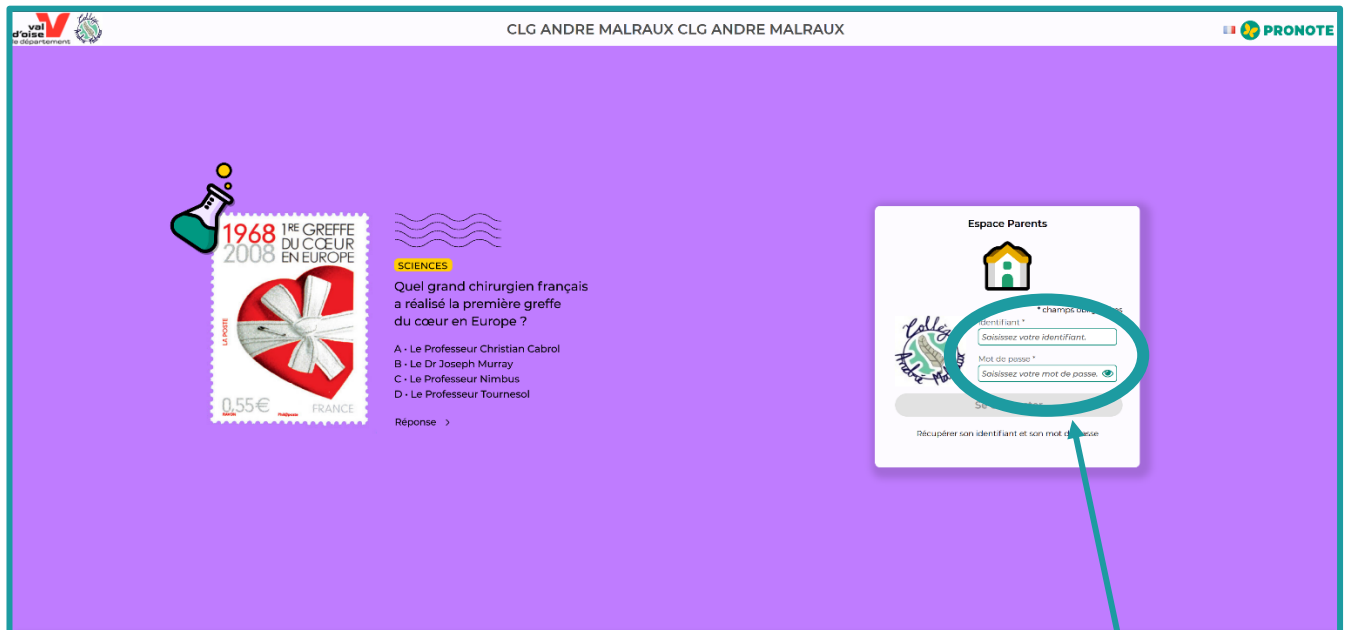 val
d'oise
le département
CLG ANDRE MALRAUX CLG ANDRE MALRAUX
PRONOTE
1968 1RE GREFFE
2008 DU CŒUR
EN EUROPE
LA POSTE
0,55€
FRANCE
SCIENCES
Quel grand chirurgien français
a réalisé la première greffe
du cœur en Europe ?
A • Le Professeur Christian Cabrol
B • Le Dr Joseph Murray
C • Le Professeur Nimbus
D • Le Professeur Tournesol
Réponse >
Espace Parents
* champs
Collège
André Malraux
Identifiant *
Saisissez votre identifiant.
Mot de passe *
Saisissez votre mot de passe.
Récupérer son identifiant et son mot de passe